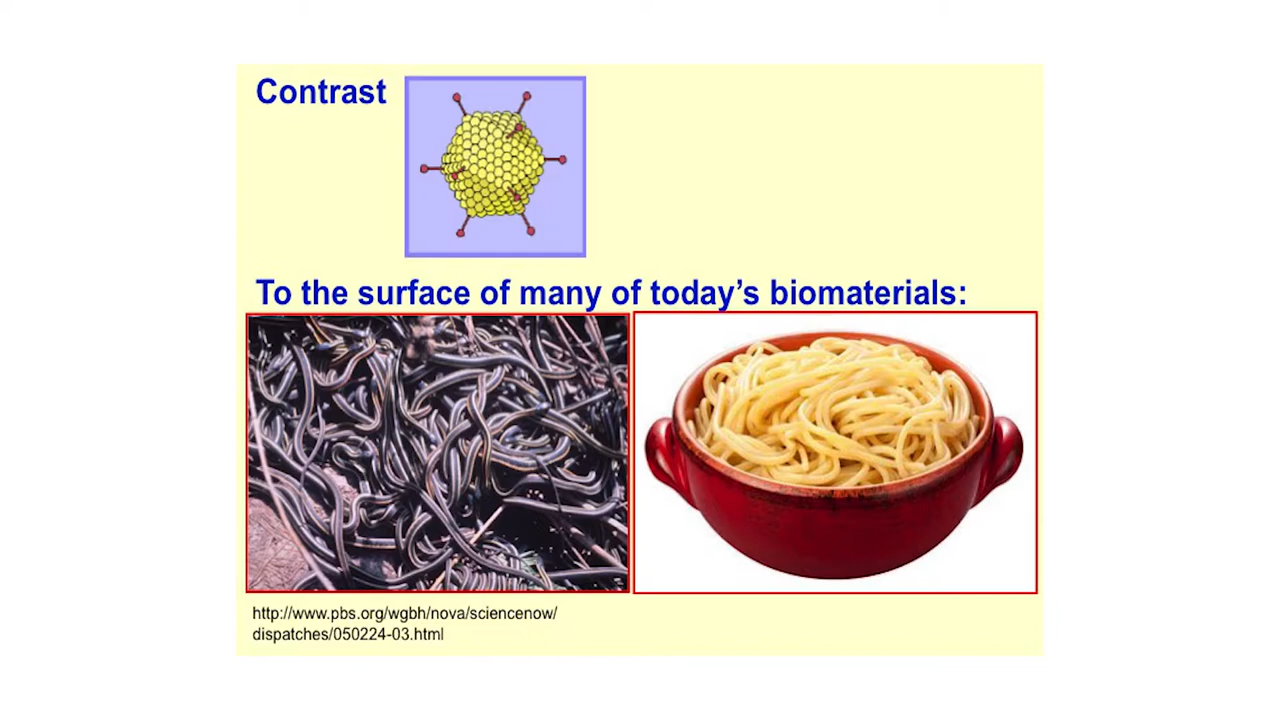 Contrast
To the surface of many of today’s biomaterials:
http://www.pbs.org/wgbh/nova/sciencenow/
dispatches/050224-03.html